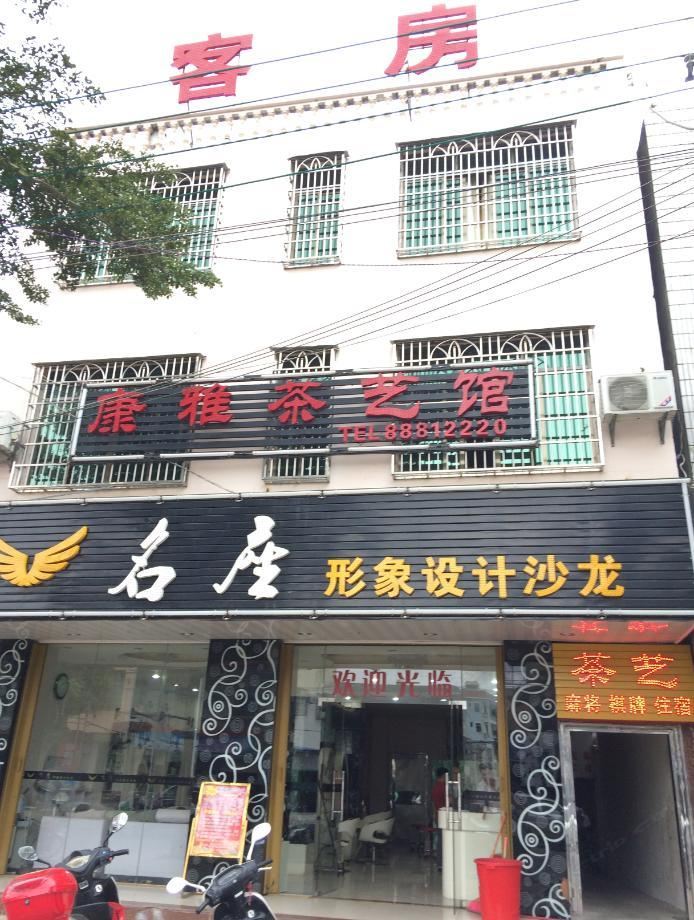 客房
康雅茶艺馆
TEL 88812220
名座 形象设计沙龙
欢迎光临
茶艺
麻将 棋牌 住宿